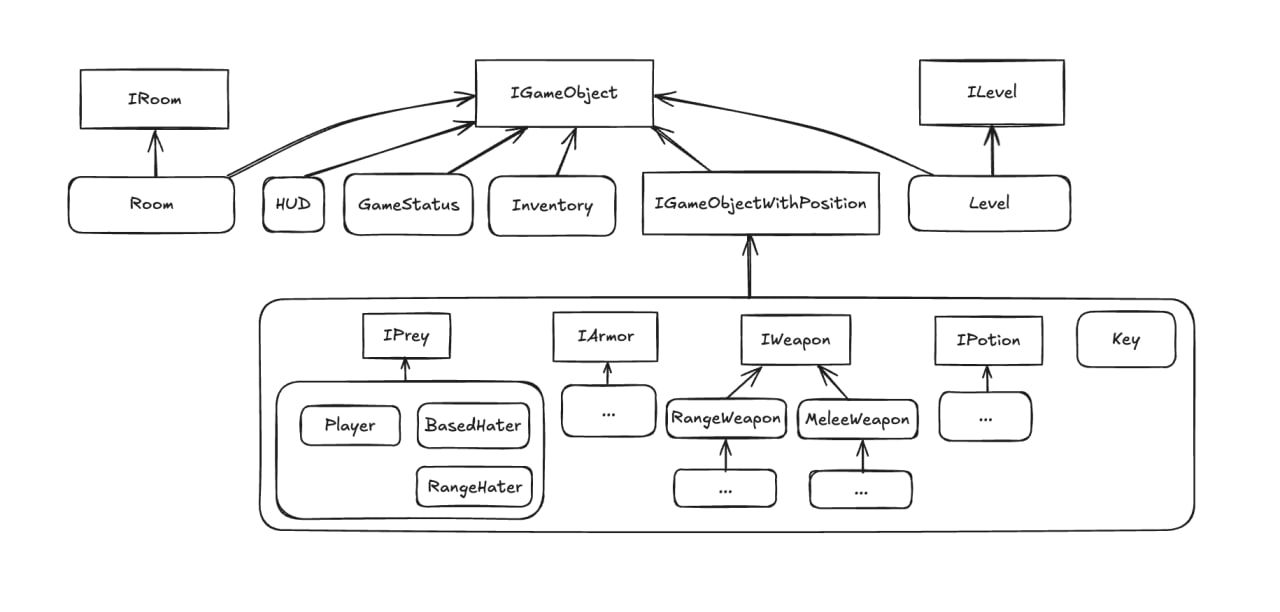 IGameObject
IRoom
ILevel
Room
HUD
GameStatus
Inventory
IGameObjectWithPosition
Level
IPrey
IArmor
IWeapon
IPotion
Key
Player
BasedHater
...
RangeWeapon
MeleeWeapon
...
RangeHater
...
...